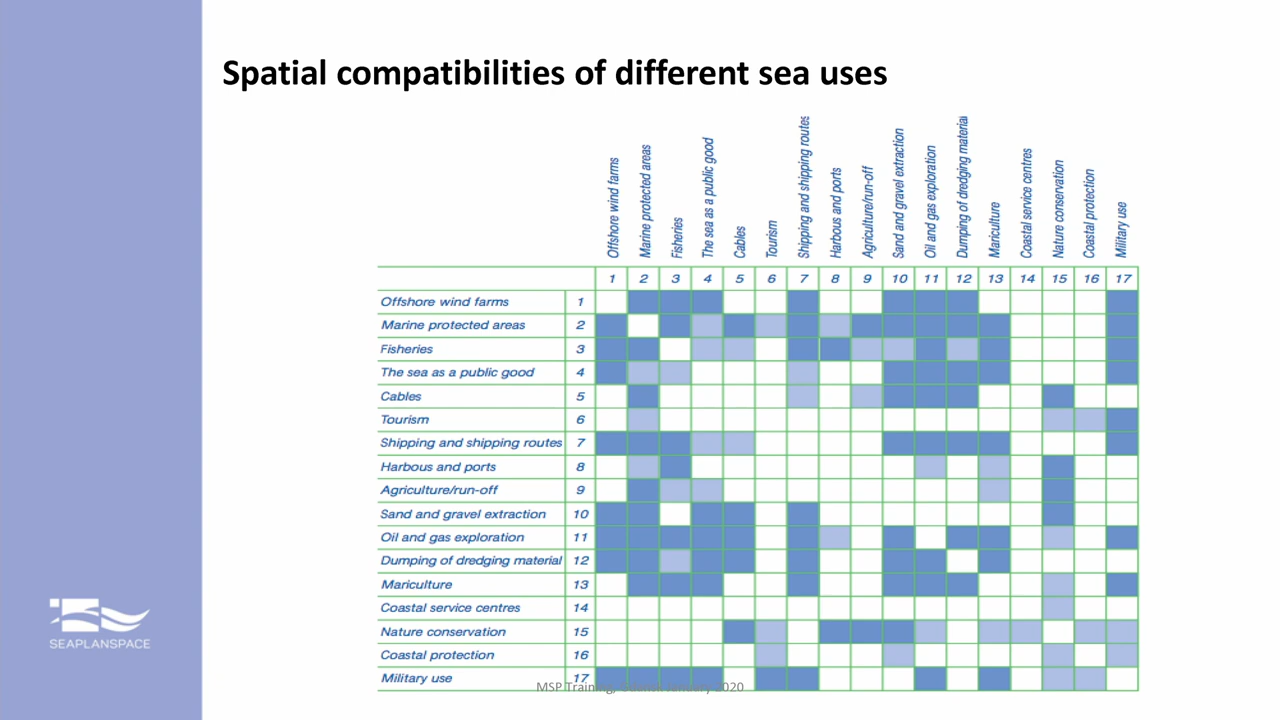 Spatial compatibilities of different sea uses
Offshore wind farms
Marine protected areas
Fisheries
The sea as a public good
Cables
Tourism
Shipping and shipping routes
Harbous and ports
Agriculture/run-off
Sand and gravel extraction
Oil and gas exploration
Dumping of dredging material
Mariculture
Coastal service centres
Nature conservation
Coastal protection
Military use
1 2 3 4 5 6 7 8 9 10 11 12 13 14 15 16 17
Offshore wind farms 1
Marine protected areas 2
Fisheries 3
The sea as a public good 4
Cables 5
Tourism 6
Shipping and shipping routes 7
Harbous and ports 8
Agriculture/run-off 9
Sand and gravel extraction 10
Oil and gas exploration 11
Dumping of dredging material 12
Mariculture 13
Coastal service centres 14
Nature conservation 15
Coastal protection 16
Military use 17
MSP Training, January 2020
SEAPLANSPACE